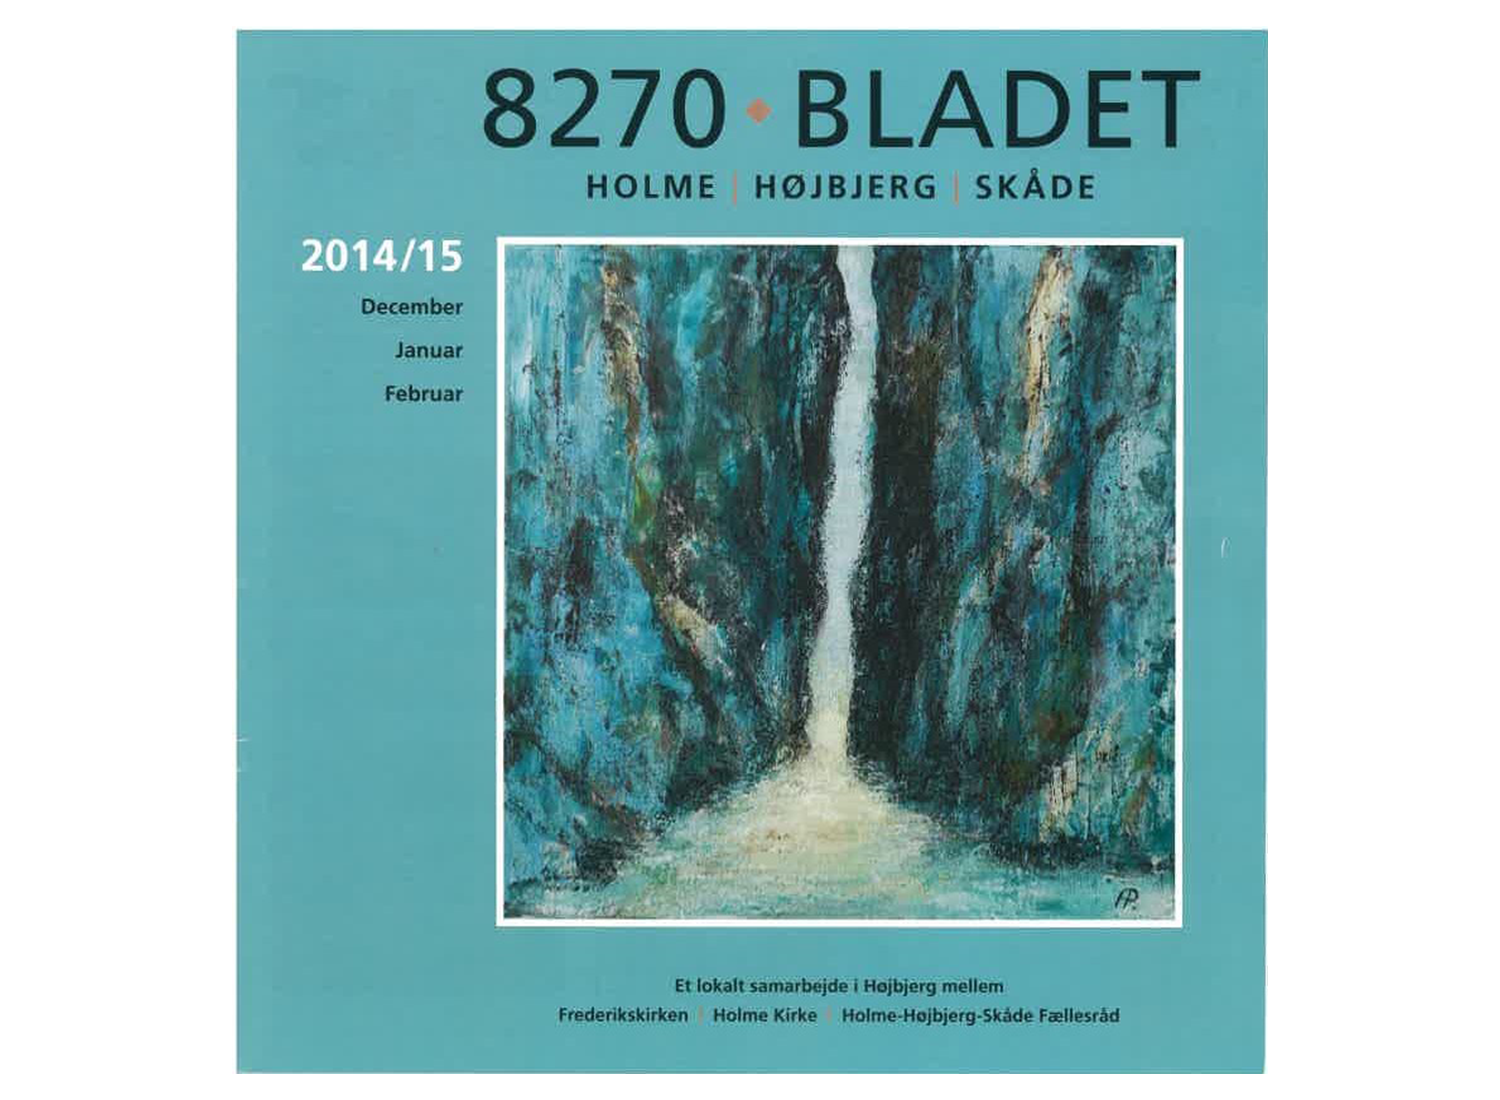 8270 • BLADET
HOLME | HØJBJERG | SKÅDE
2014/15
December
Januar
Februar
AP.
Et lokalt samarbejde i Højbjerg mellem
Frederikskirken | Holme Kirke | Holme-Højbjerg-Skåde Fællesråd